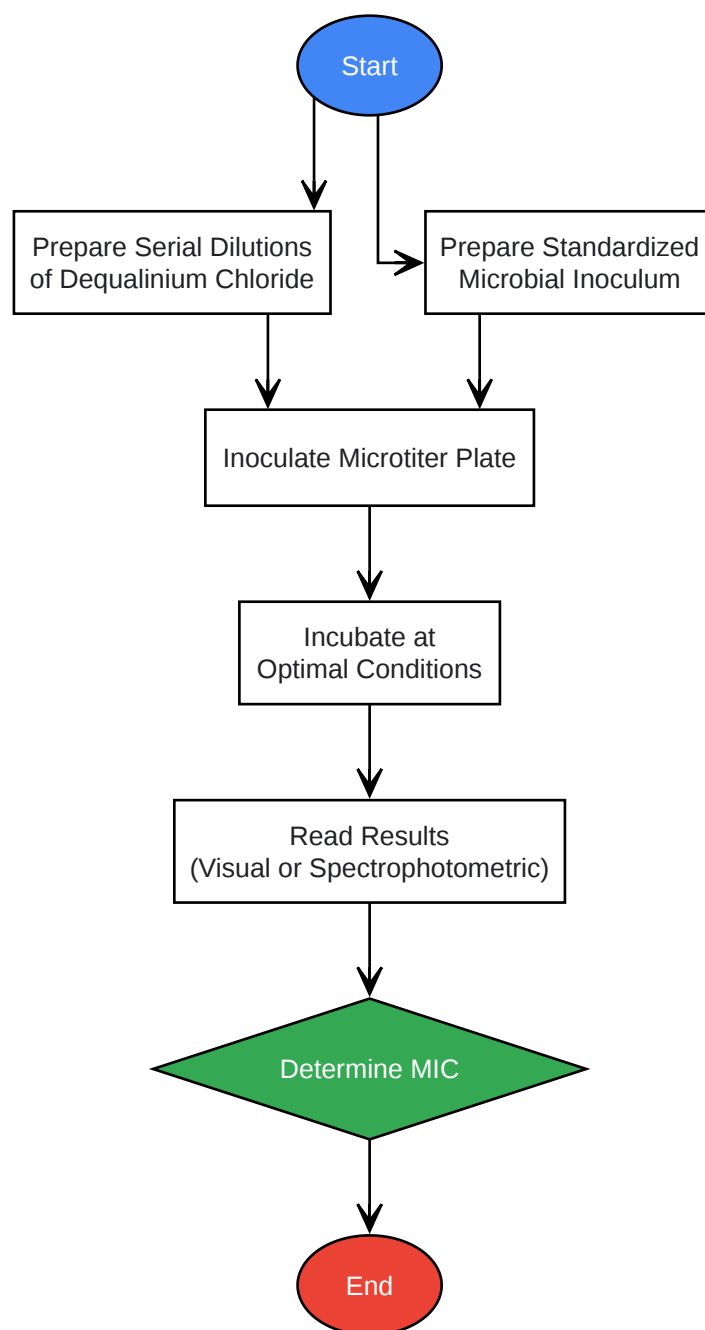 Start
Prepare Serial Dilutions
of Dequalinium Chloride
Prepare Standardized
Microbial Inoculum
Inoculate Microtiter Plate
Incubate at
Optimal Conditions
Read Results
(Visual or Spectrophotometric)
Determine MIC
End